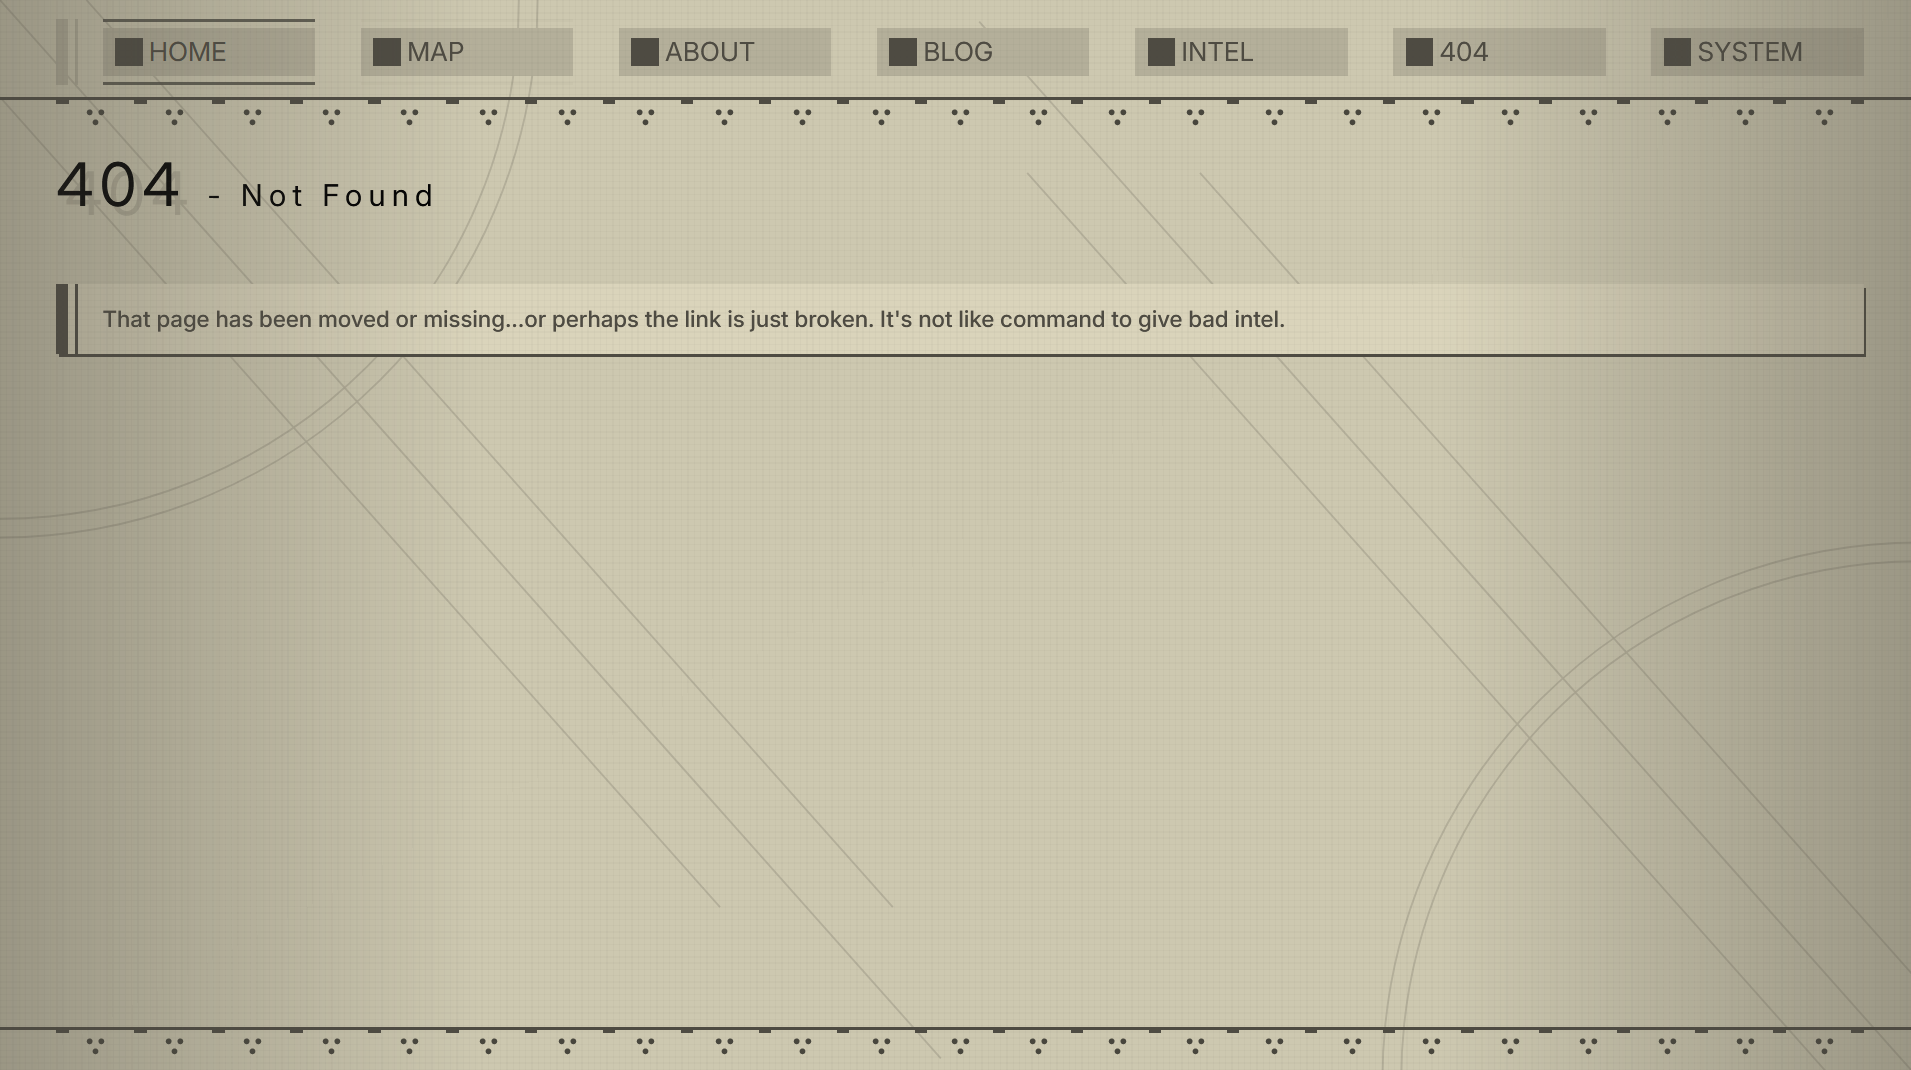 HOME MAP ABOUT BLOG INTEL 404 SYSTEM
404 - Not Found
That page has been moved or missing...or perhaps the link is just broken. It's not like command to give bad intel.